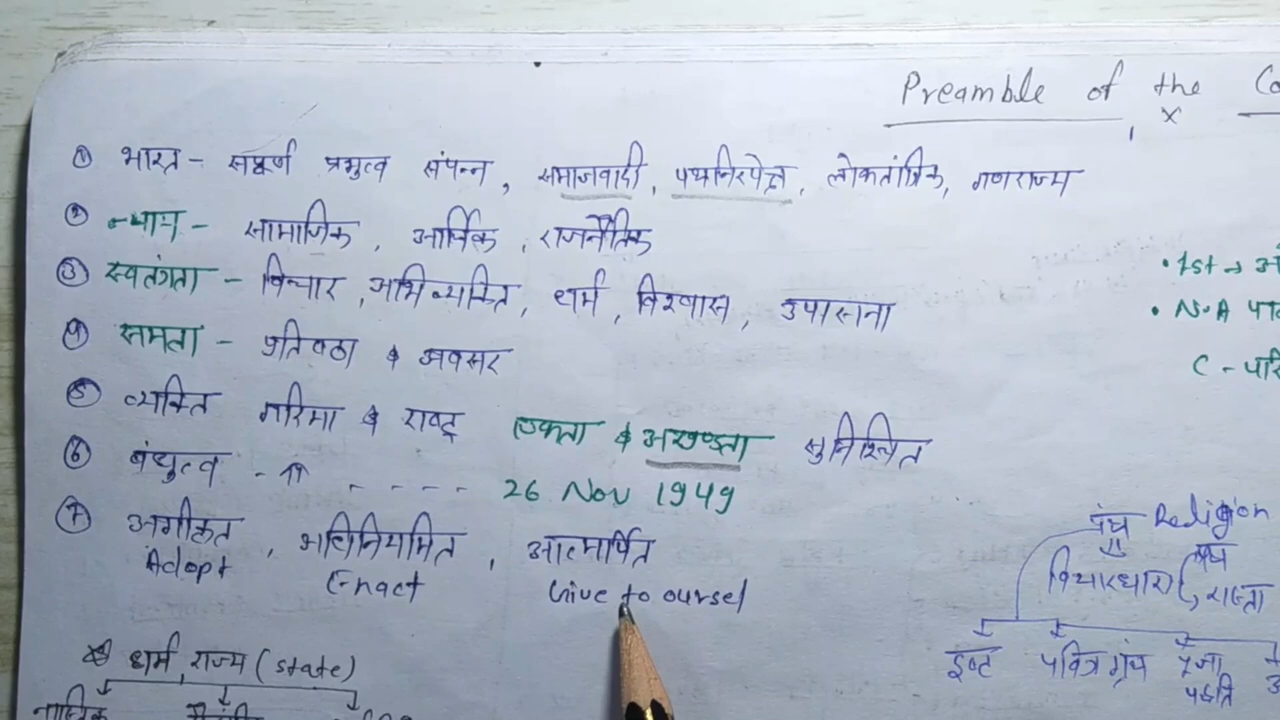 Preamble of the
① भारत - संपूर्ण प्रभुत्व संपन्न, समाजवादी, पंथनिरपेक्ष, लोकतांत्रिक, गणराज्य
② न्याय - सामाजिक, आर्थिक, राजनैतिक
③ स्वतंत्रता - विचार, अभिव्यक्ति, धर्म, विश्वास, उपासना
④ समता - प्रतिष्ठा व अवसर
⑤ व्यक्ति गरिमा व राष्ट्र एकता व अखण्डता सुनिश्चित
⑥ बंधुत्व - - - - - 26 Nov 1949
⑦ अंगीकृत, अधिनियमित, आत्मार्पित
Adopt Enact Give to oursel
धर्म, राज्य (state)
• 1st →
• N.A
C -
पंथ Religion
विचारधारा रास्ता
इष्ट पवित्र ग्रंथ पूजा
पद्धति